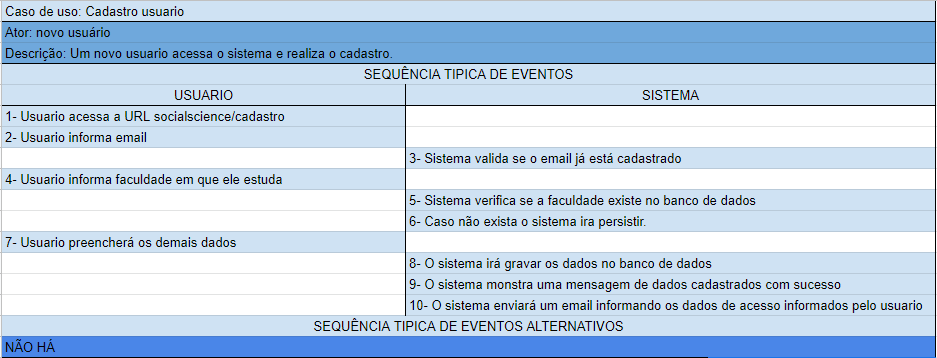 Caso de uso: Cadastro usuario
Ator: novo usuário
Descrição: Um novo usuario acessa o sistema e realiza o cadastro.
SEQUÊNCIA TIPICA DE EVENTOS
USUARIO
SISTEMA
1- Usuario acessa a URL socialscience/cadastro
2- Usuario informa email
3- Sistema valida se o email já está cadastrado
4- Usuario informa faculdade em que ele estuda
5- Sistema verifica se a faculdade existe no banco de dados
6- Caso não exista o sistema ira persistir.
7- Usuario preencherá os demais dados
8- O sistema irá gravar os dados no banco de dados
9- O sistema monstra uma mensagem de dados cadastrados com sucesso
10- O sistema enviará um email informando os dados de acesso informados pelo usuario
SEQUÊNCIA TIPICA DE EVENTOS ALTERNATIVOS
NÃO HÁ